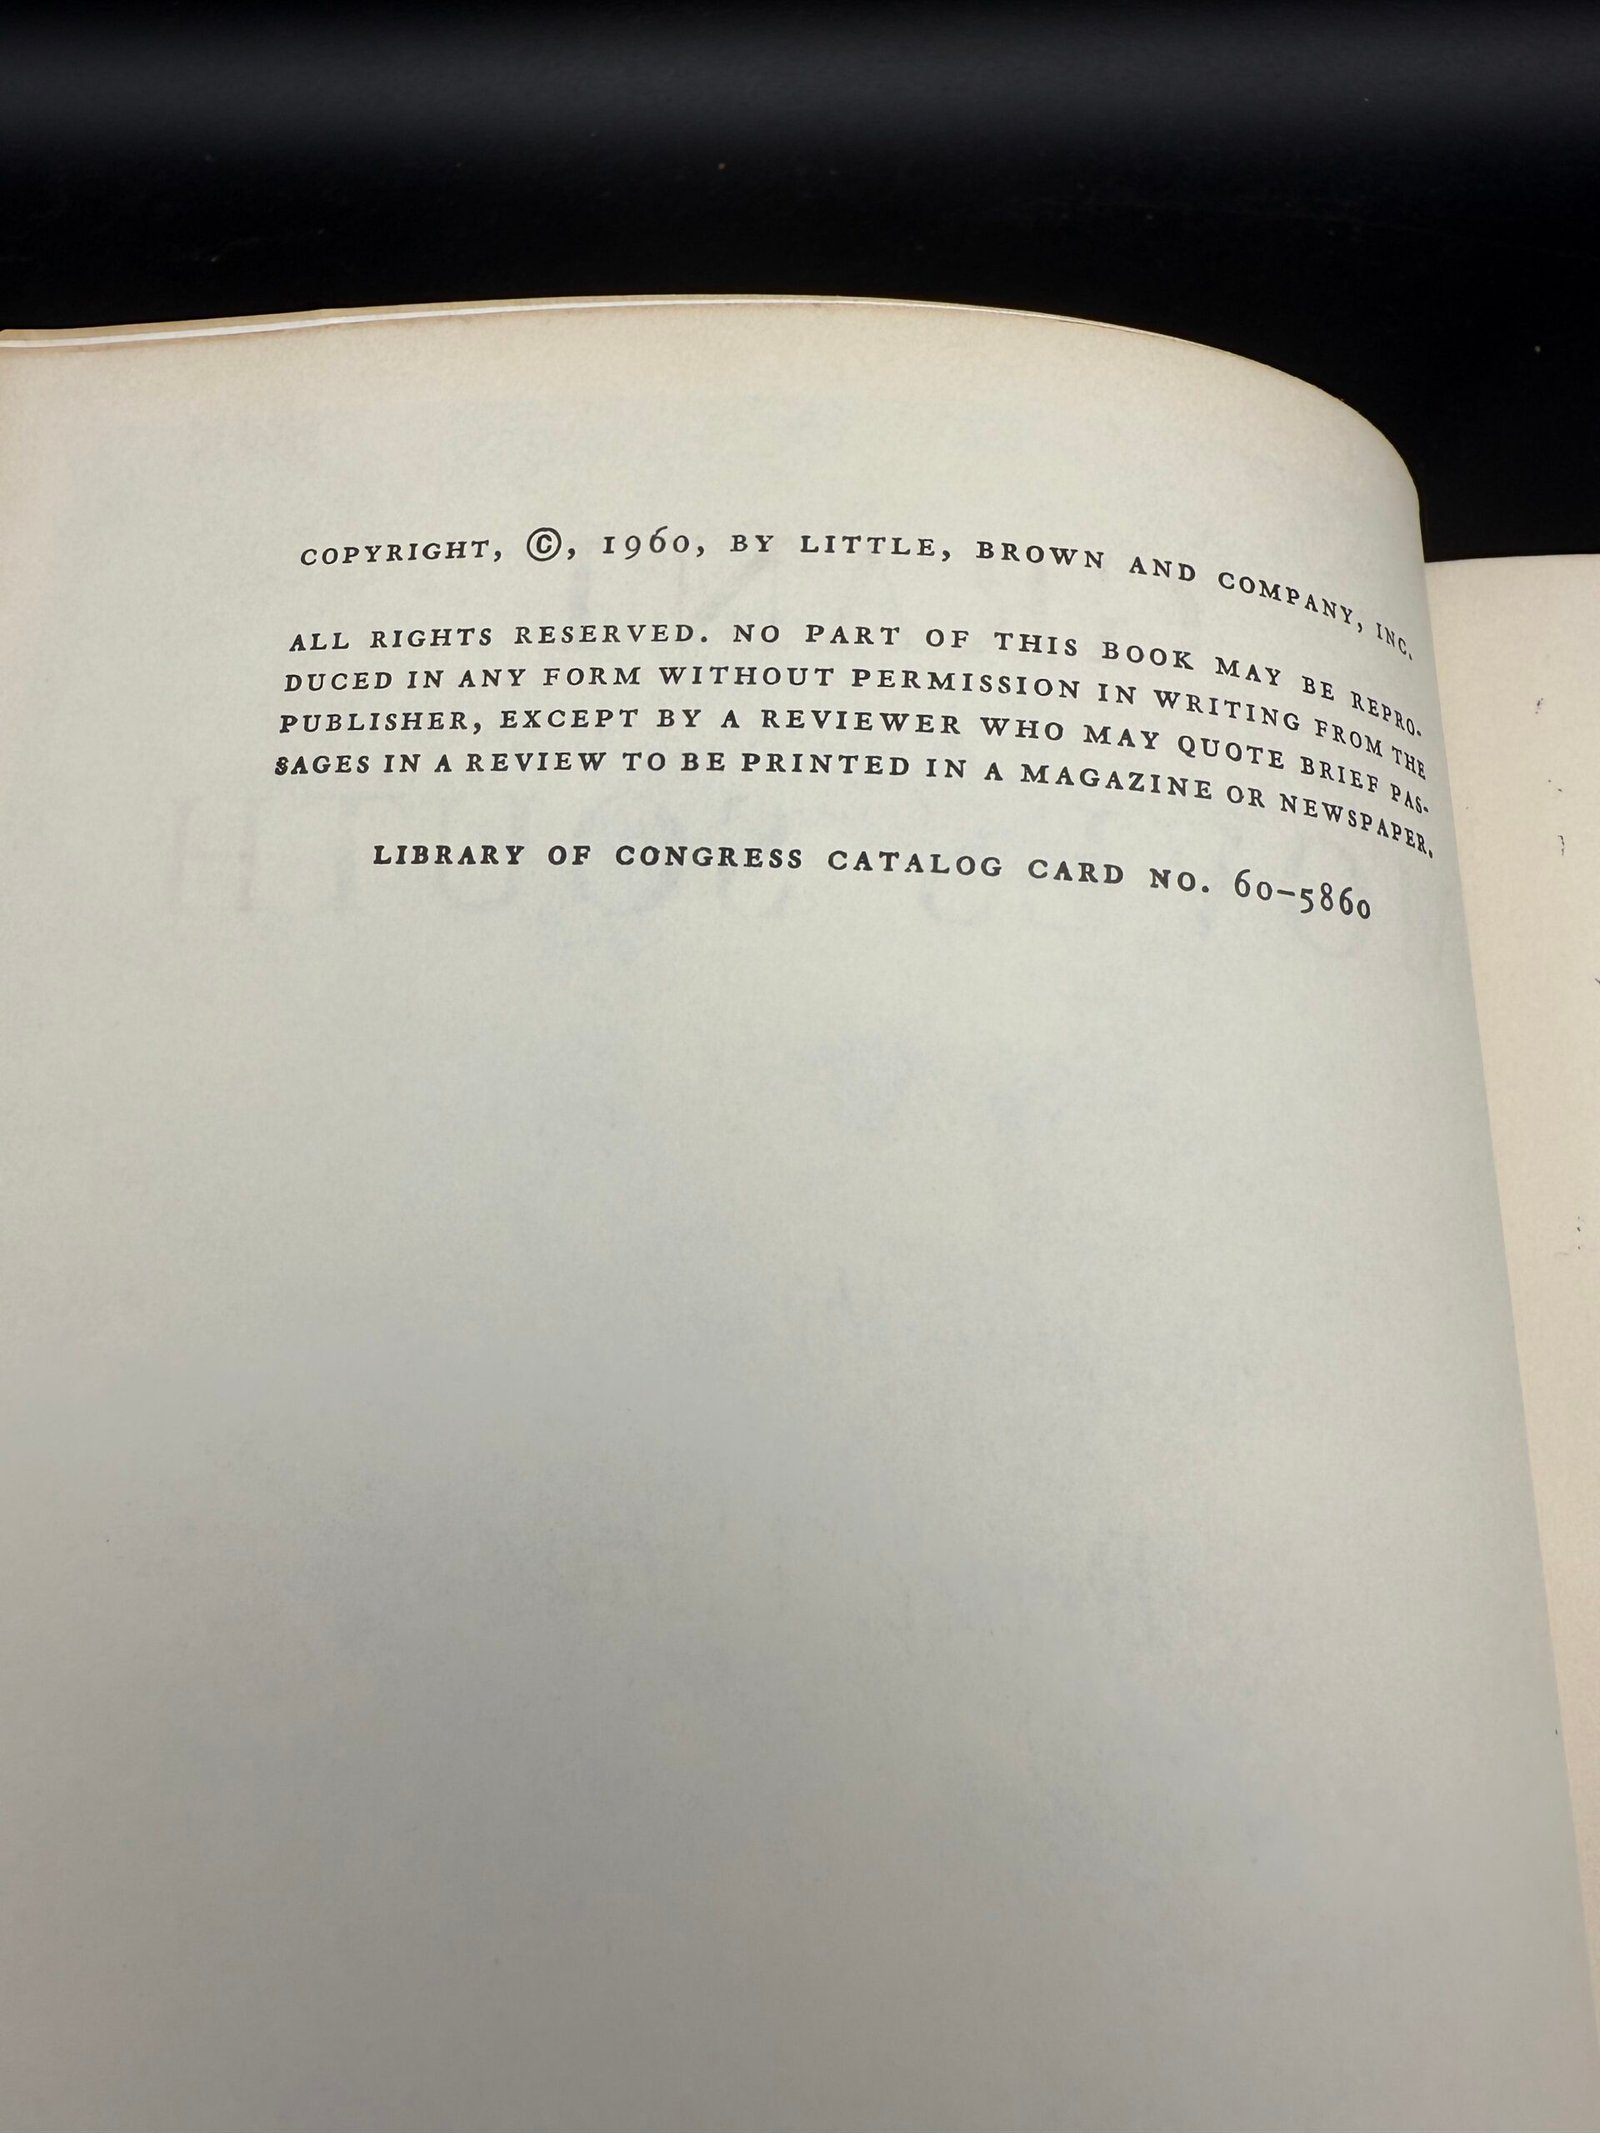 COPYRIGHT, ©, 1960, BY LITTLE, BROWN AND COMPANY, INC.
ALL RIGHTS RESERVED. NO PART OF THIS BOOK MAY BE REPRO-
DUCED IN ANY FORM WITHOUT PERMISSION IN WRITING FROM THE
PUBLISHER, EXCEPT BY A REVIEWER WHO MAY QUOTE BRIEF PAS-
SAGES IN A REVIEW TO BE PRINTED IN A MAGAZINE OR NEWSPAPER.
LIBRARY OF CONGRESS CATALOG CARD NO. 60-5860